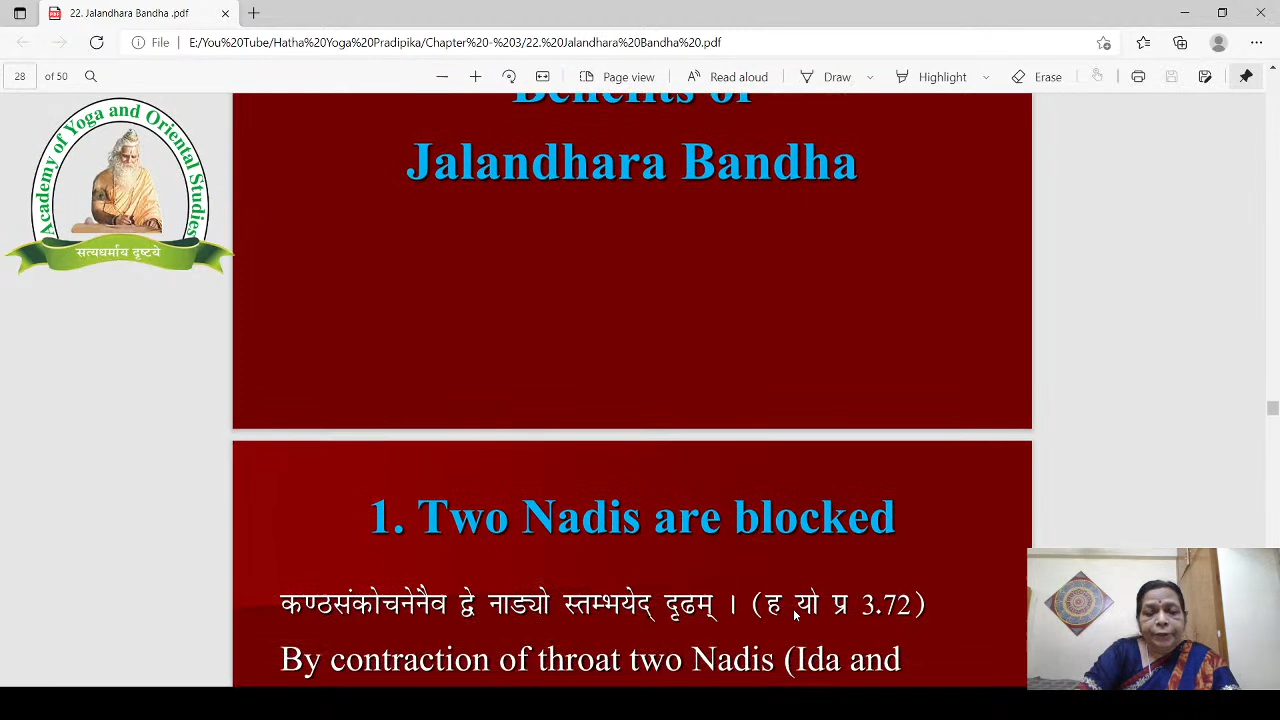 22. Jalandhara Bandha .pdf
File
E:/You%20Tube/Hatha%20Yoga%20Pradipika/Chapter%20-%203/22.%20Jalandhara%20Bandha%20.pdf
28 of 50
Page view
Read aloud
Draw
Highlight
Erase
Academy of Yoga and Oriental Studies
सत्यधर्माय दृष्टये
Benefits of
Jalandhara Bandha
1. Two Nadis are blocked
कण्ठसंकोचनेनैव द्वे नाड्यो स्तम्भयेद् दृढम् । (ह यो प्र 3.72)
By contraction of throat two Nadis (Ida and